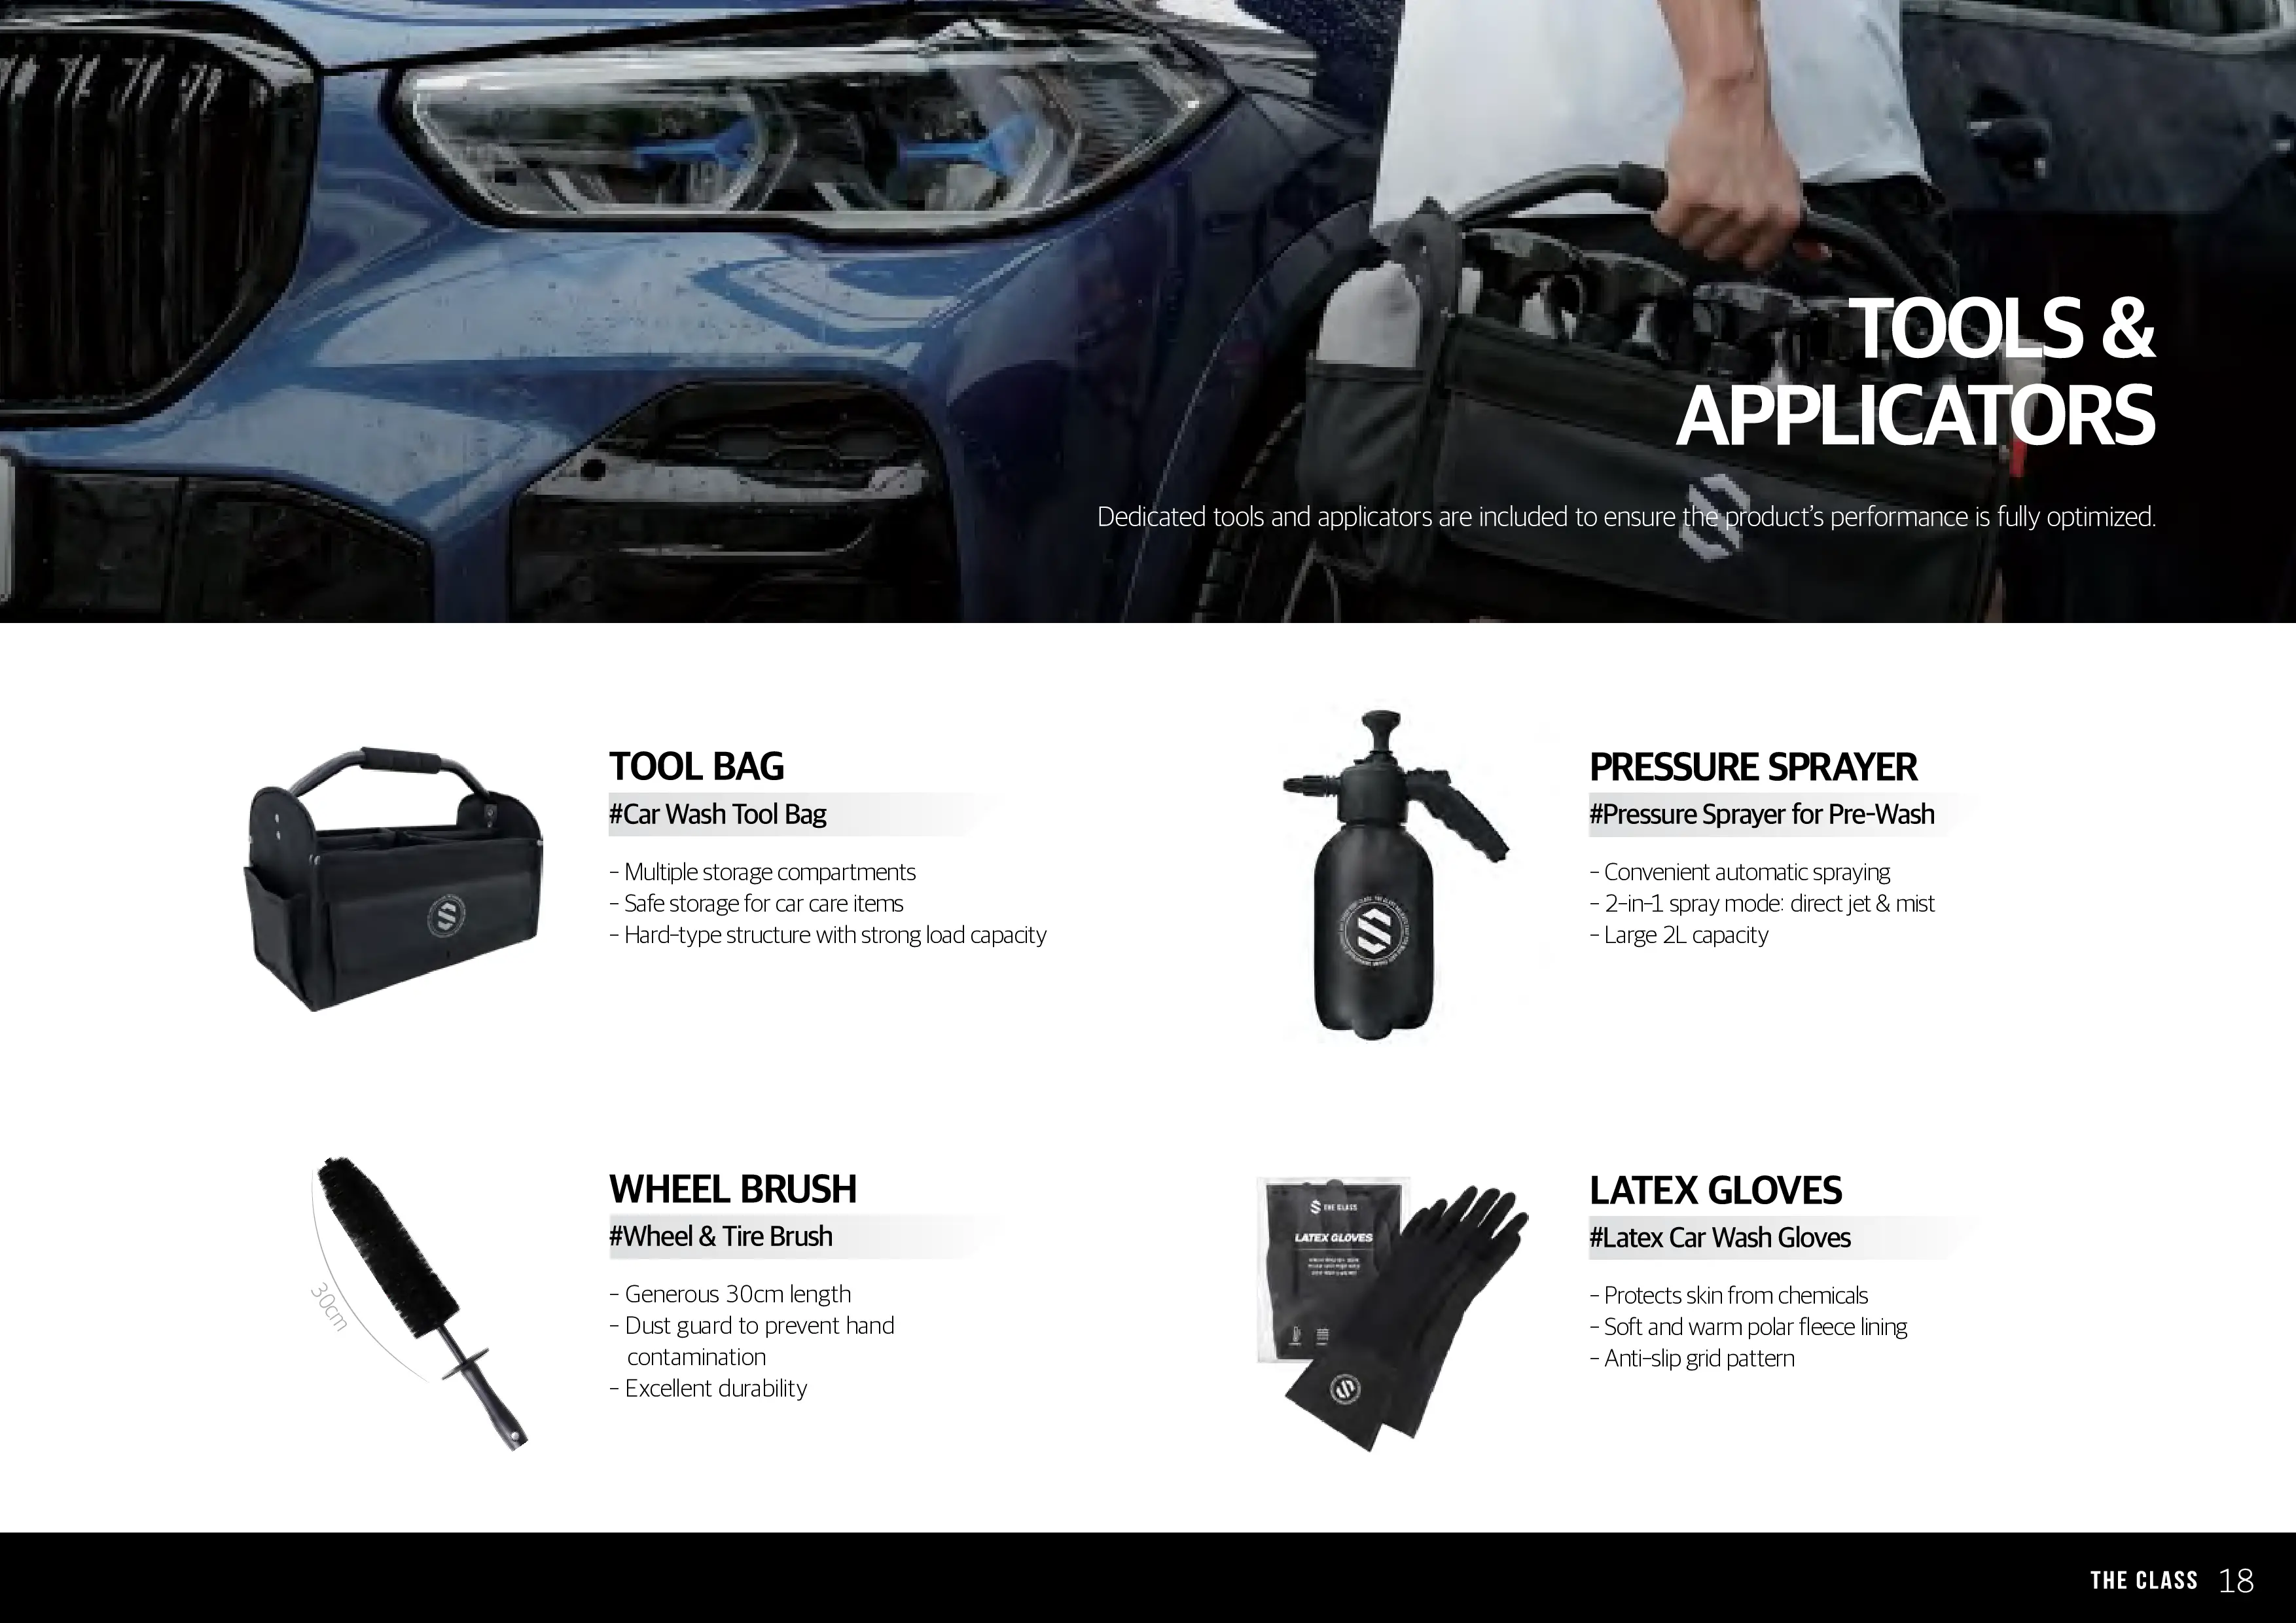 TOOLS &
APPLICATORS
Dedicated tools and applicators are included to ensure the product’s performance is fully optimized.
TOOL BAG
#Car Wash Tool Bag
- Multiple storage compartments
- Safe storage for car care items
- Hard-type structure with strong load capacity
PRESSURE SPRAYER
#Pressure Sprayer for Pre-Wash
- Convenient automatic spraying
- 2-in-1 spray mode: direct jet & mist
- Large 2L capacity
30cm
WHEEL BRUSH
#Wheel & Tire Brush
- Generous 30cm length
- Dust guard to prevent hand
contamination
- Excellent durability
THE CLASS
LATEX GLOVES
LATEX GLOVES
#Latex Car Wash Gloves
- Protects skin from chemicals
- Soft and warm polar fleece lining
- Anti-slip grid pattern
THE CLASS 18